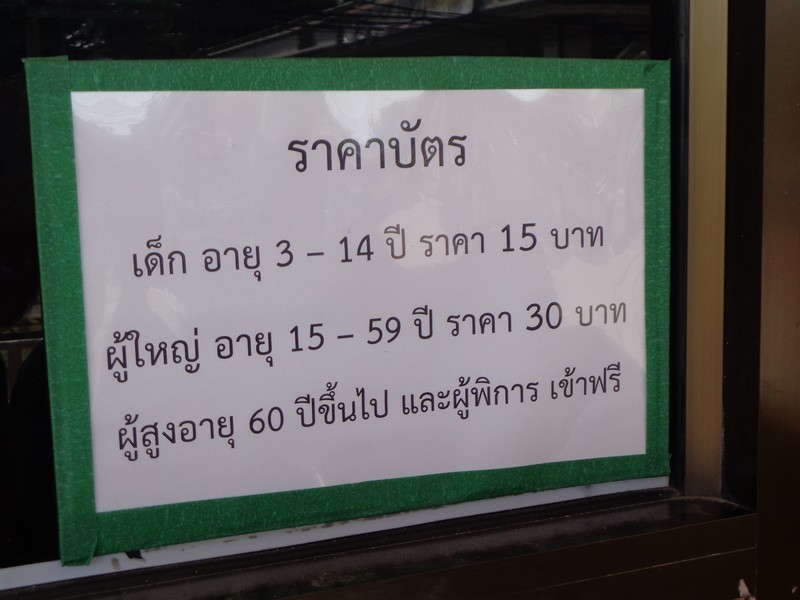 ราคาบัตร
เด็ก อายุ 3 – 14 ปี ราคา 15 บาท
ผู้ใหญ่ อายุ 15 – 59 ปี ราคา 30 บาท
ผู้สูงอายุ 60 ปีขึ้นไป และผู้พิการ เข้าฟรี